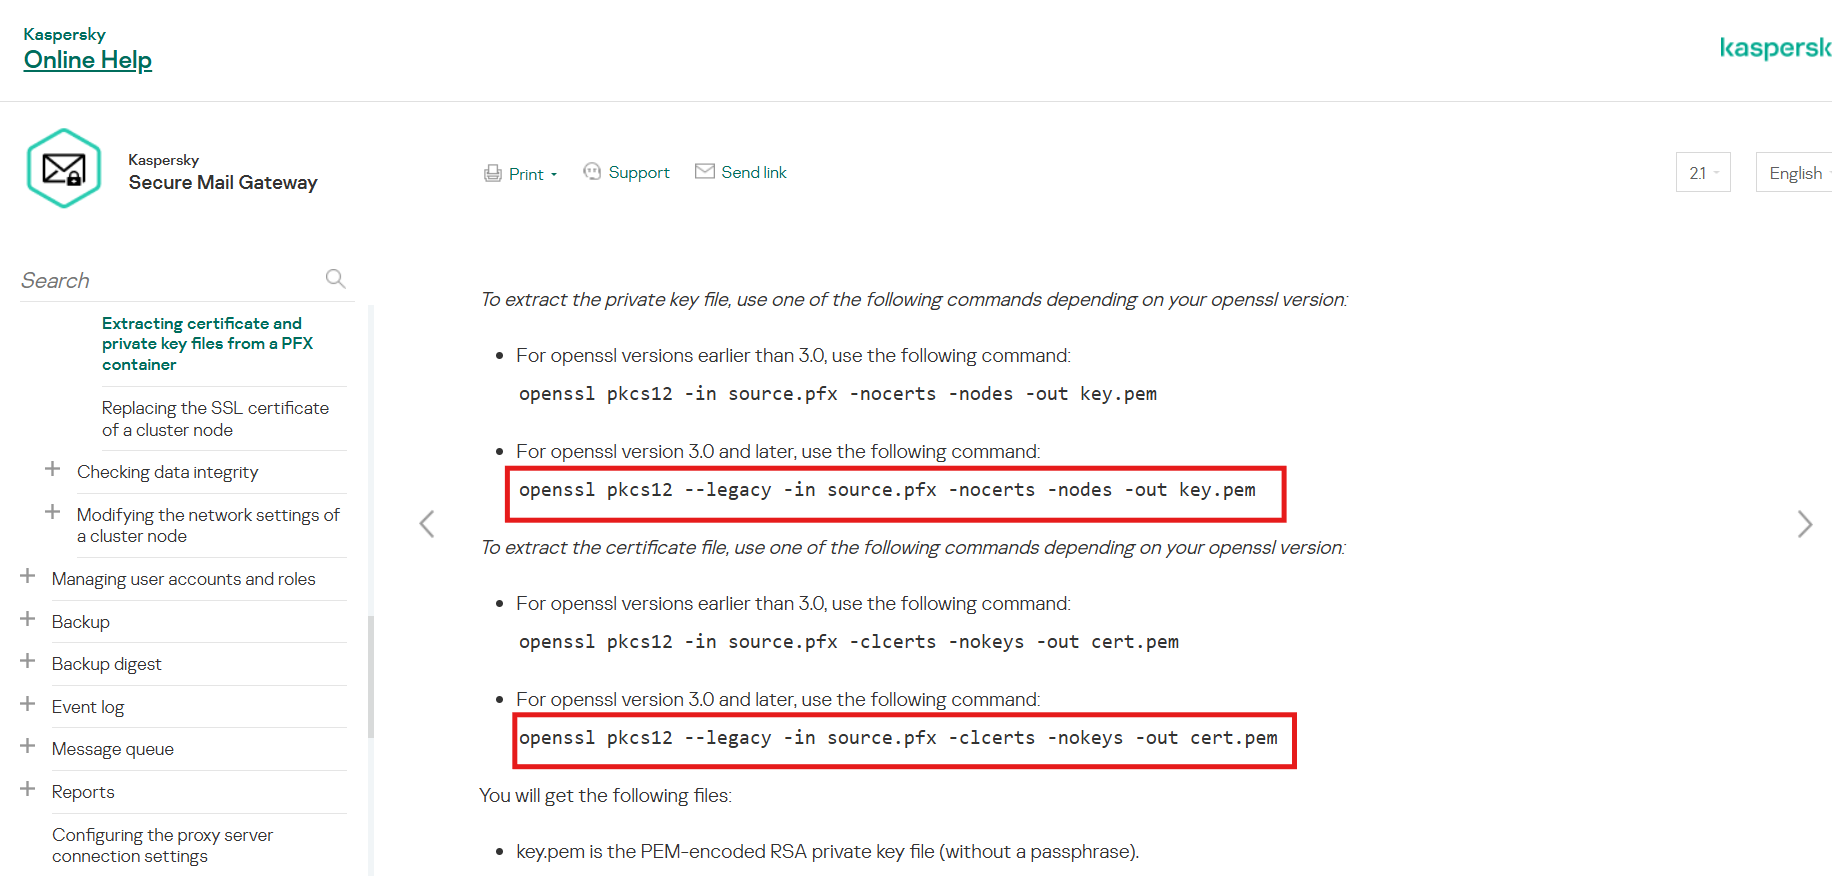 Kaspersky
Online Help
kaspersk
Kaspersky
Secure Mail Gateway
Print
Support
Send link
2.1
English
Search
Extracting certificate and
private key files from a PFX
container
Replacing the SSL certificate
of a cluster node
Checking data integrity
Modifying the network settings of
a cluster node
Managing user accounts and roles
Backup
Backup digest
Event log
Message queue
Reports
Configuring the proxy server
connection settings
To extract the private key file, use one of the following commands depending on your openssl version:
• For openssl versions earlier than 3.0, use the following command:
openssl pkcs12 -in source.pfx -nocerts -nodes -out key.pem
• For openssl version 3.0 and later, use the following command:
openssl pkcs12 --legacy -in source.pfx -nocerts -nodes -out key.pem
To extract the certificate file, use one of the following commands depending on your openssl version:
• For openssl versions earlier than 3.0, use the following command:
openssl pkcs12 -in source.pfx -clcerts -nokeys -out cert.pem
• For openssl version 3.0 and later, use the following command:
openssl pkcs12 --legacy -in source.pfx -clcerts -nokeys -out cert.pem
You will get the following files:
• key.pem is the PEM-encoded RSA private key file (without a passphrase).